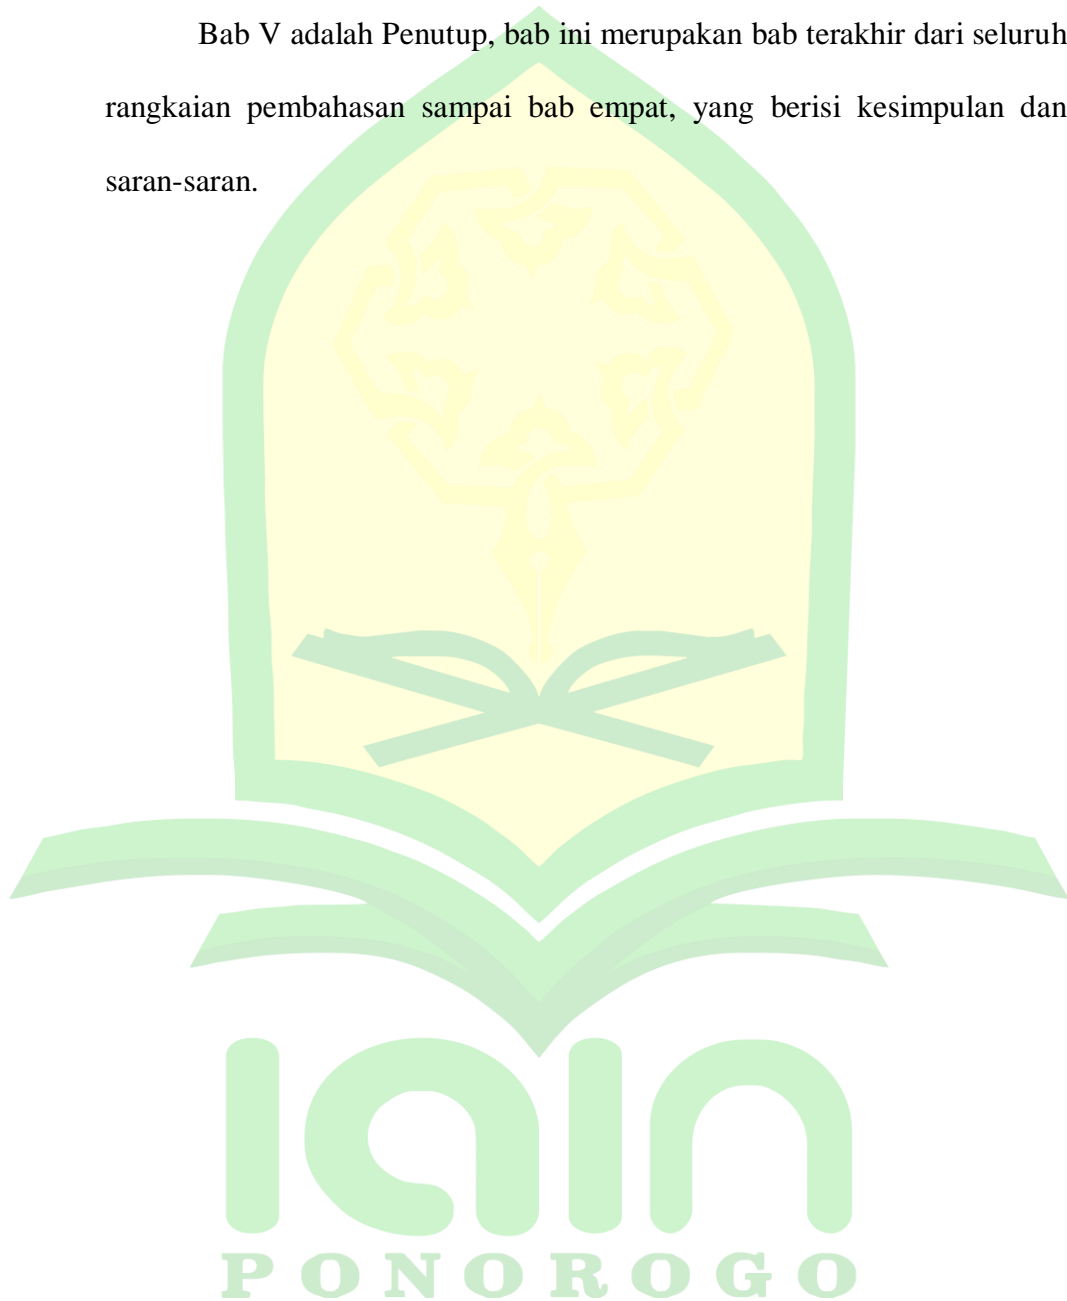 Bab V adalah Penutup, bab ini merupakan bab terakhir dari seluruh
rangkaian pembahasan sampai bab empat, yang berisi kesimpulan dan
saran-saran.
iain
PONOROGO